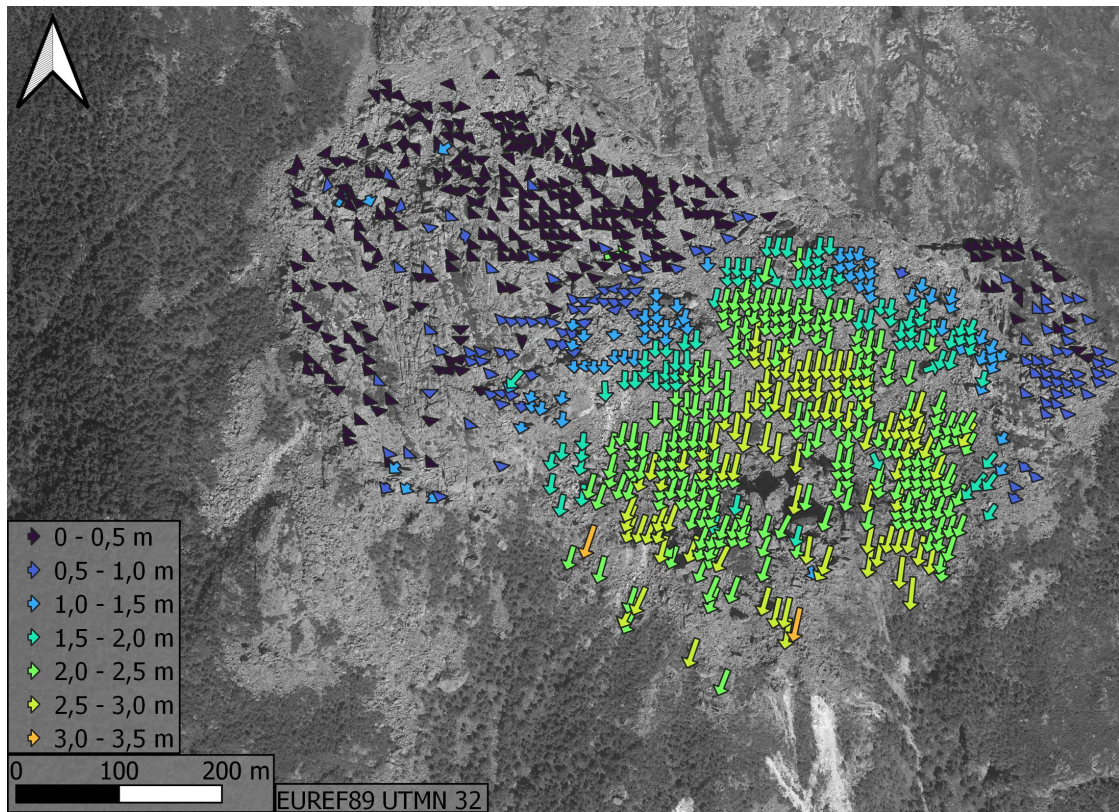 0 - 0,5 m
0,5 - 1,0 m
1,0 - 1,5 m
1,5 - 2,0 m
2,0 - 2,5 m
2,5 - 3,0 m
3,0 - 3,5 m
0 100 200 m
EUREF89 UTMN 32